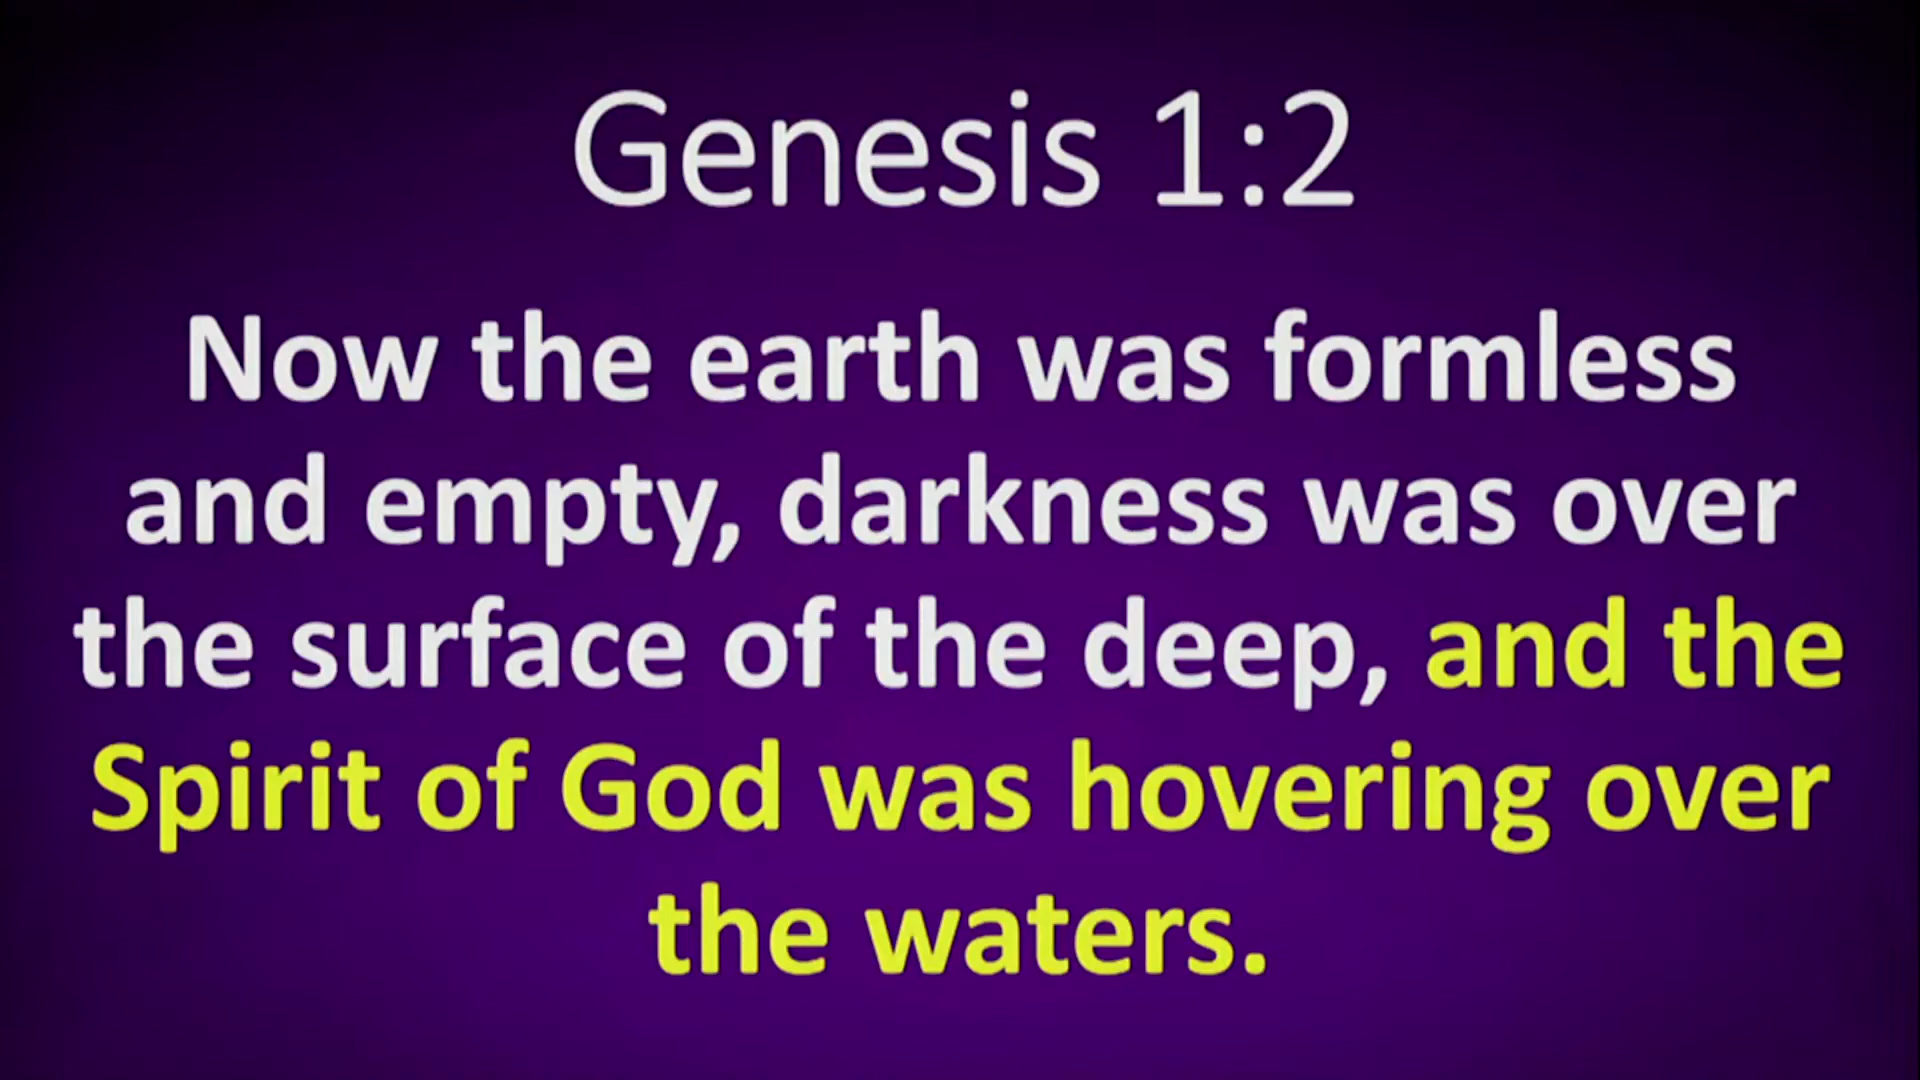 Genesis 1:2
Now the earth was formless
and empty, darkness was over
the surface of the deep, and the
Spirit of God was hovering over
the waters.